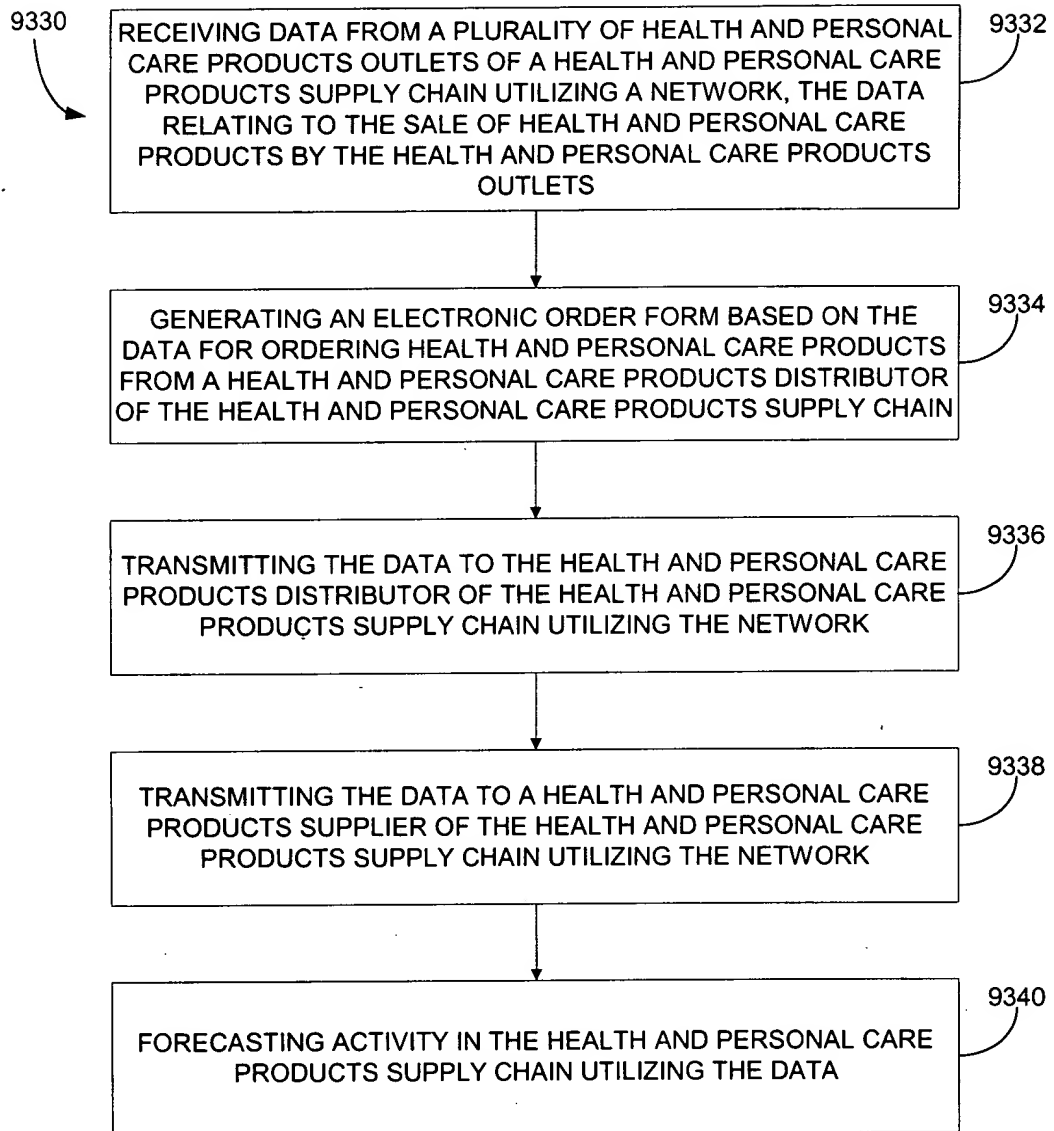 9330
RECEIVING DATA FROM A PLURALITY OF HEALTH AND PERSONAL
CARE PRODUCTS OUTLETS OF A HEALTH AND PERSONAL CARE
PRODUCTS SUPPLY CHAIN UTILIZING A NETWORK, THE DATA
RELATING TO THE SALE OF HEALTH AND PERSONAL CARE
PRODUCTS BY THE HEALTH AND PERSONAL CARE PRODUCTS
OUTLETS
9332
GENERATING AN ELECTRONIC ORDER FORM BASED ON THE
DATA FOR ORDERING HEALTH AND PERSONAL CARE PRODUCTS
FROM A HEALTH AND PERSONAL CARE PRODUCTS DISTRIBUTOR
OF THE HEALTH AND PERSONAL CARE PRODUCTS SUPPLY CHAIN
9334
TRANSMITTING THE DATA TO THE HEALTH AND PERSONAL CARE
PRODUCTS DISTRIBUTOR OF THE HEALTH AND PERSONAL CARE
PRODUCTS SUPPLY CHAIN UTILIZING THE NETWORK
9336
TRANSMITTING THE DATA TO A HEALTH AND PERSONAL CARE
PRODUCTS SUPPLIER OF THE HEALTH AND PERSONAL CARE
PRODUCTS SUPPLY CHAIN UTILIZING THE NETWORK
9338
FORECASTING ACTIVITY IN THE HEALTH AND PERSONAL CARE
PRODUCTS SUPPLY CHAIN UTILIZING THE DATA
9340